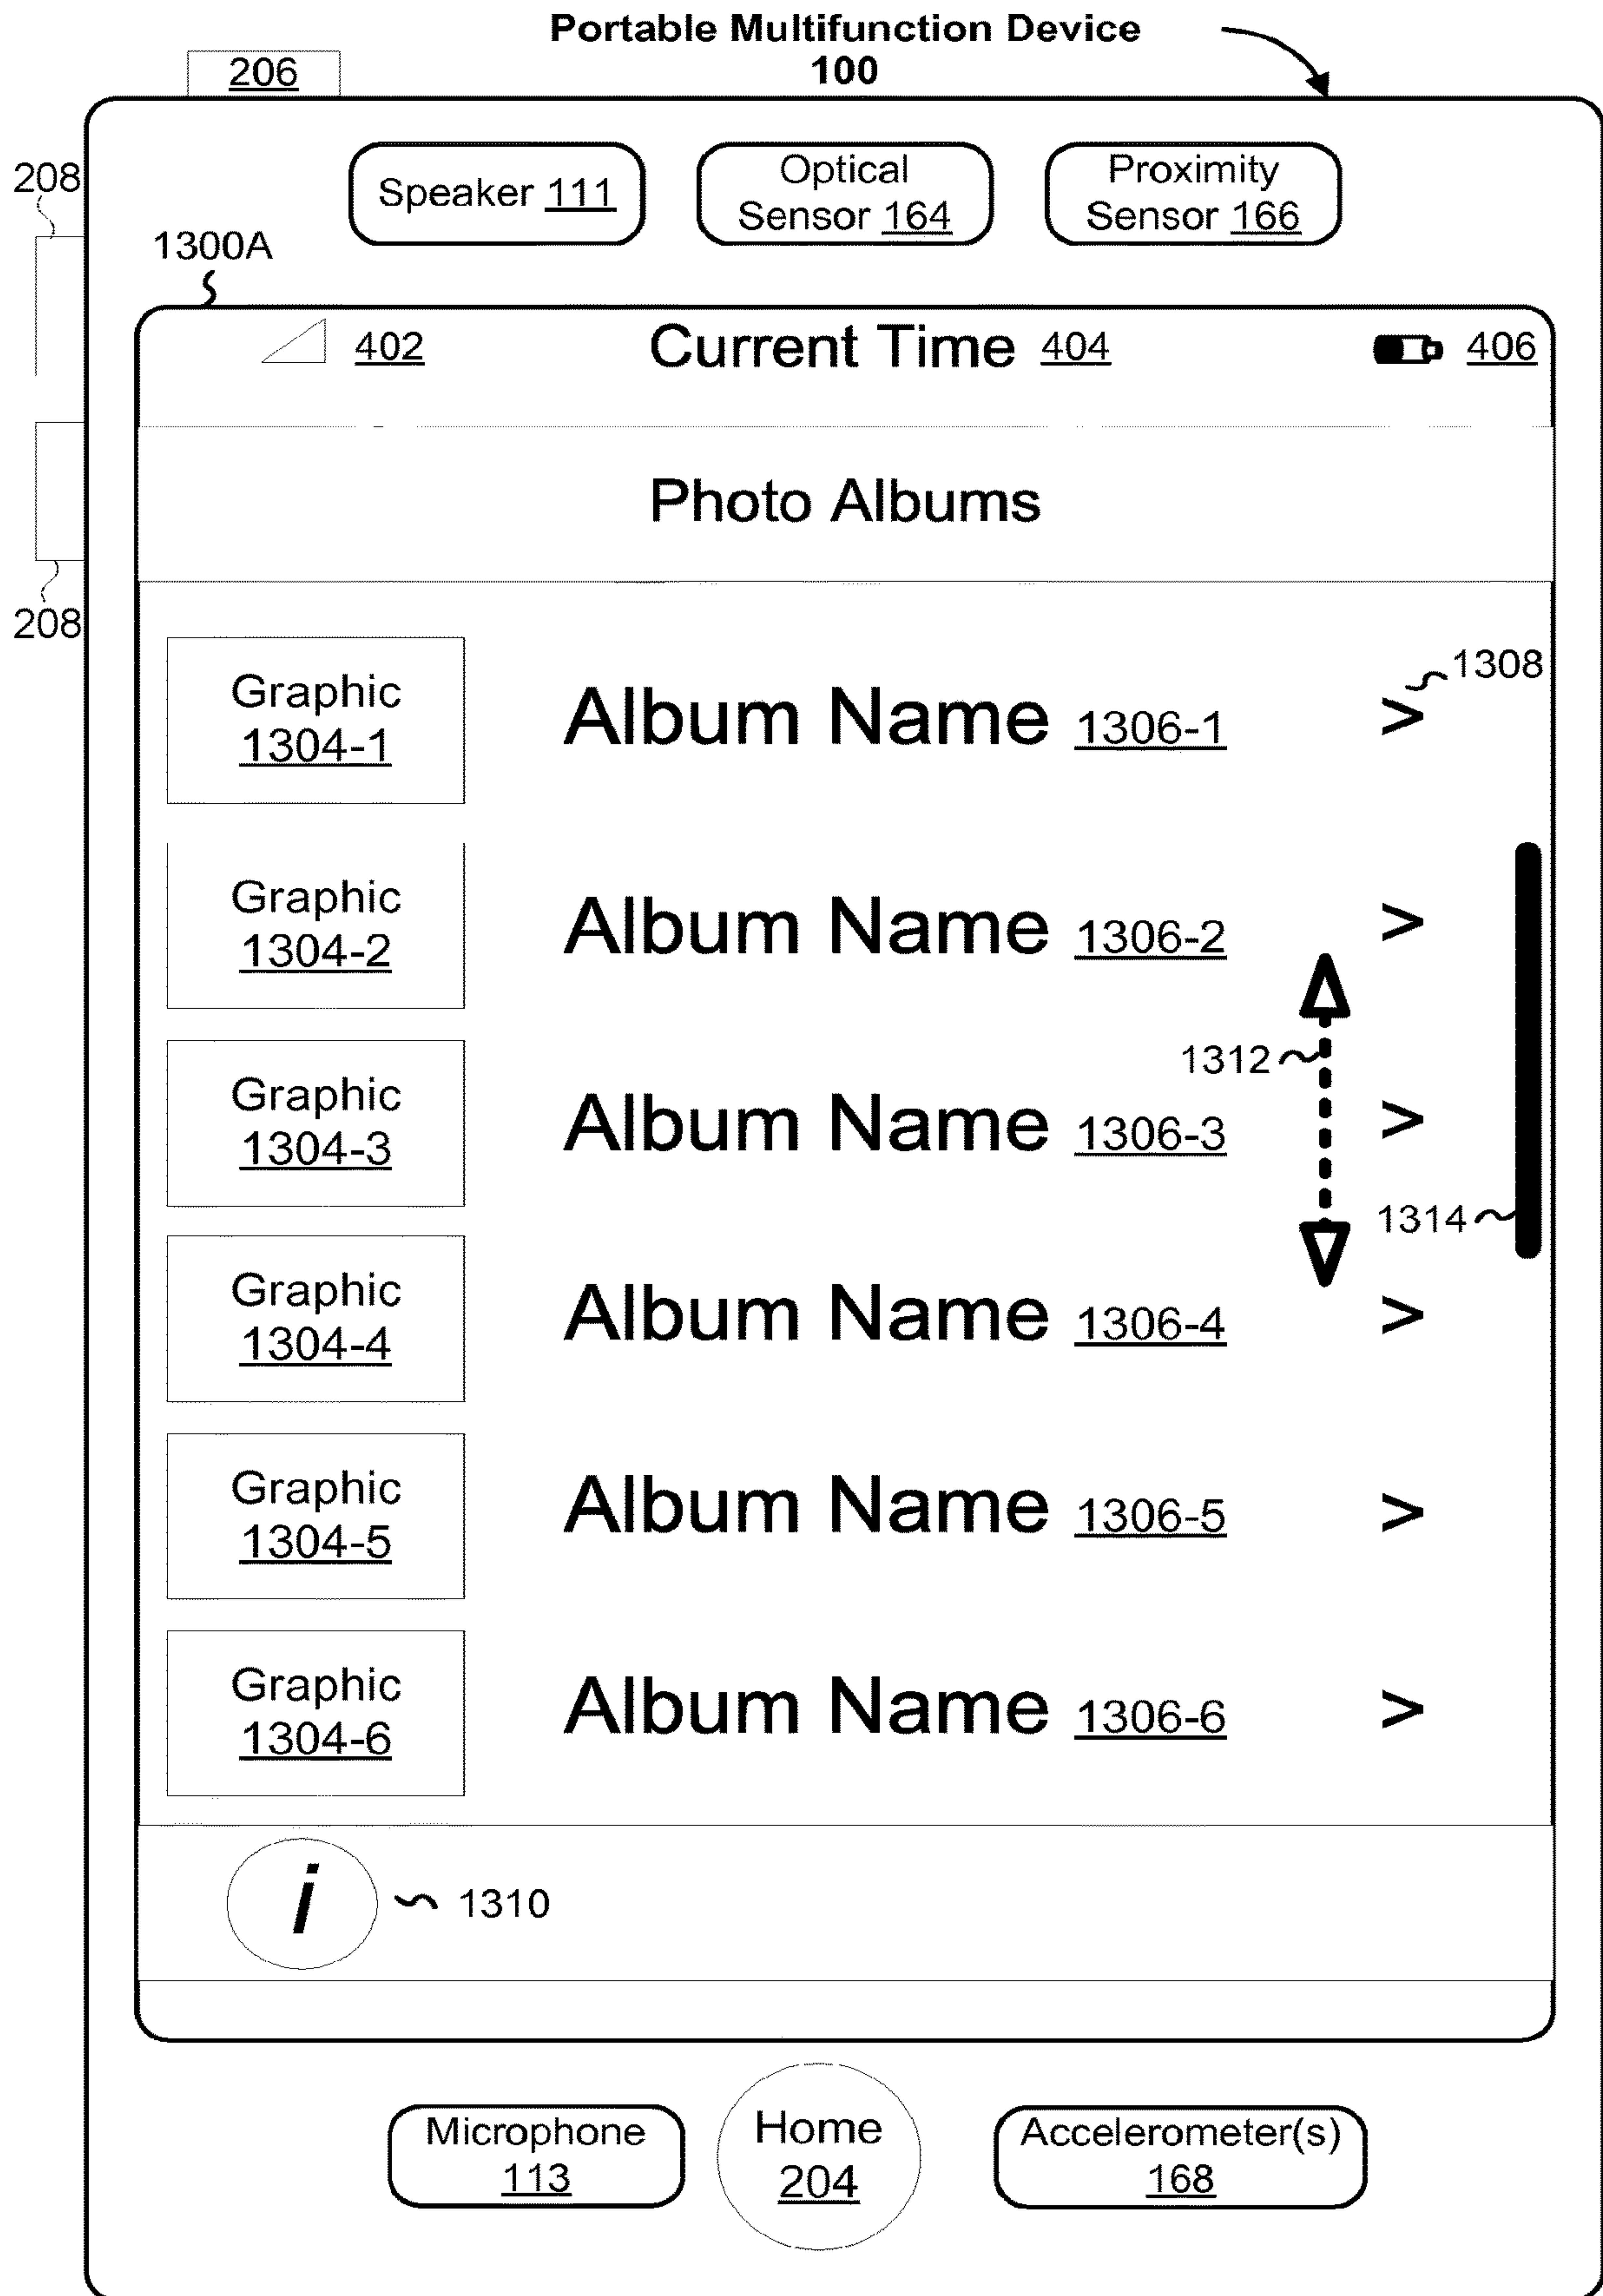 Portable Multifunction Device
100
206
208
Speaker 111
Optical
Sensor 164
Proximity
Sensor 166
1300A
402
Current Time 404
406
208
Photo Albums
Graphic
1304-1
Album Name 1306-1
>
1308
Graphic
1304-2
Album Name 1306-2
>
1312
Graphic
1304-3
Album Name 1306-3
>
1314
Graphic
1304-4
Album Name 1306-4
>
Graphic
1304-5
Album Name 1306-5
>
Graphic
1304-6
Album Name 1306-6
>
i
1310
Microphone
113
Home
204
Accelerometer(s)
168